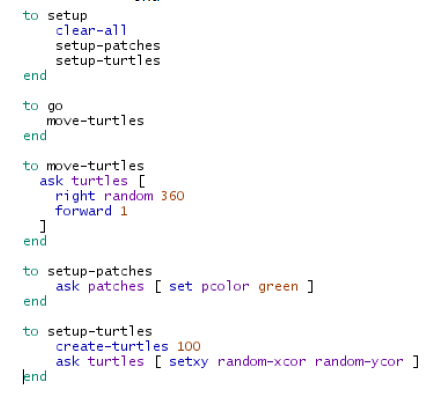 end
to setup
clear-all
setup-patches
setup-turtles
end
to go
move-turtles
end
to move-turtles
ask turtles [
right random 360
forward 1
]
end
to setup-patches
ask patches [ set pcolor green ]
end
to setup-turtles
create-turtles 100
ask turtles [ setxy random-xcor random-ycor ]
end